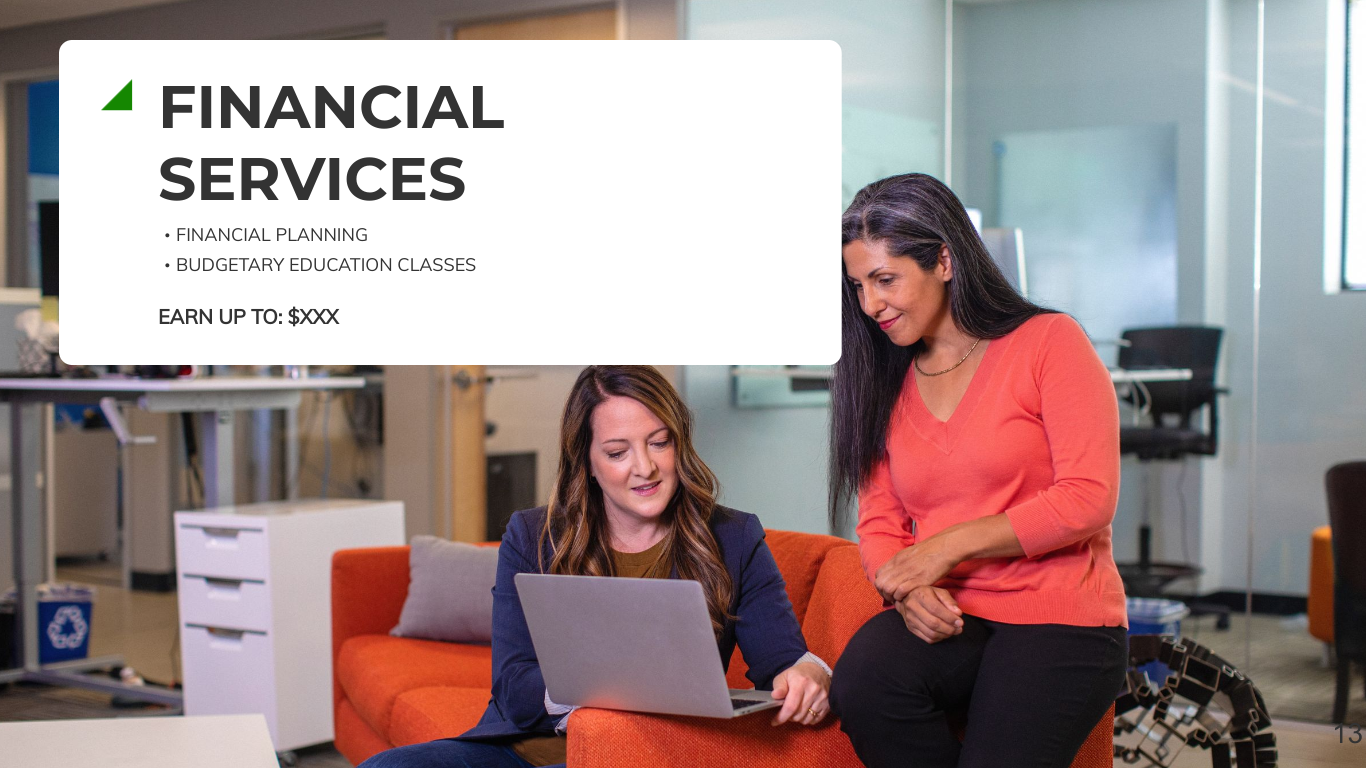 FINANCIAL
SERVICES
• FINANCIAL PLANNING
• BUDGETARY EDUCATION CLASSES
EARN UP TO: $XXX
13